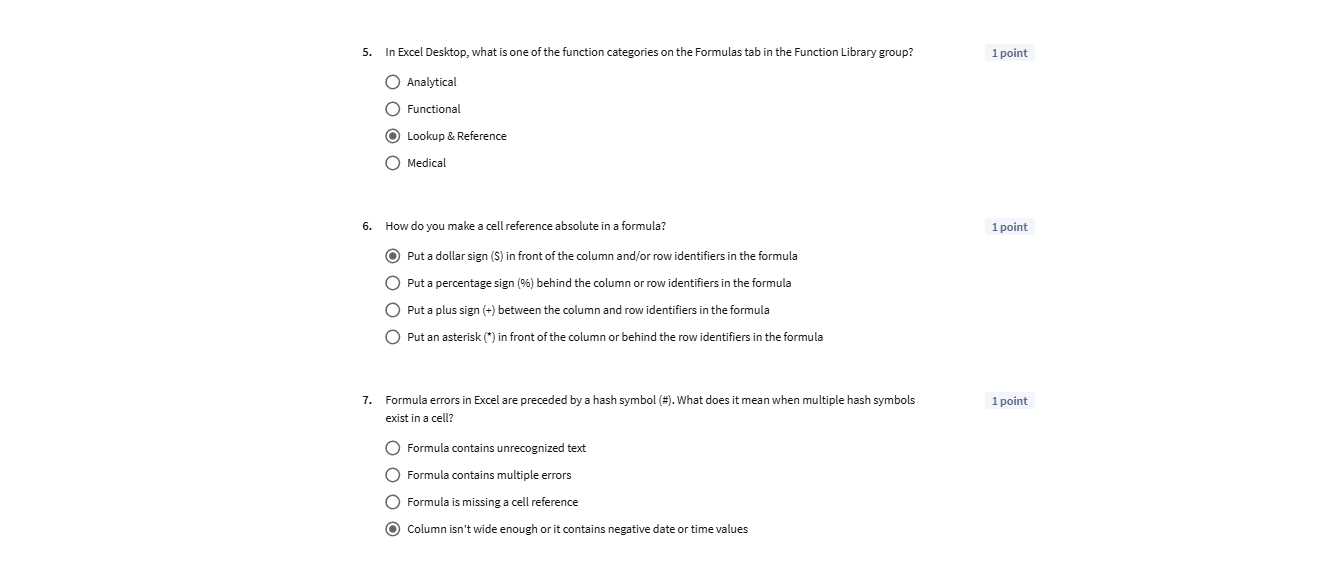 5. In Excel Desktop, what is one of the function categories on the Formulas tab in the Function Library group? 1 point
Analytical
Functional
Lookup & Reference
Medical
6. How do you make a cell reference absolute in a formula? 1 point
Put a dollar sign ($) in front of the column and/or row identifiers in the formula
Put a percentage sign (%) behind the column or row identifiers in the formula
Put a plus sign (+) between the column and row identifiers in the formula
Put an asterisk (*) in front of the column or behind the row identifiers in the formula
7. Formula errors in Excel are preceded by a hash symbol (#). What does it mean when multiple hash symbols 1 point
exist in a cell?
Formula contains unrecognized text
Formula contains multiple errors
Formula is missing a cell reference
Column isn't wide enough or it contains negative date or time values